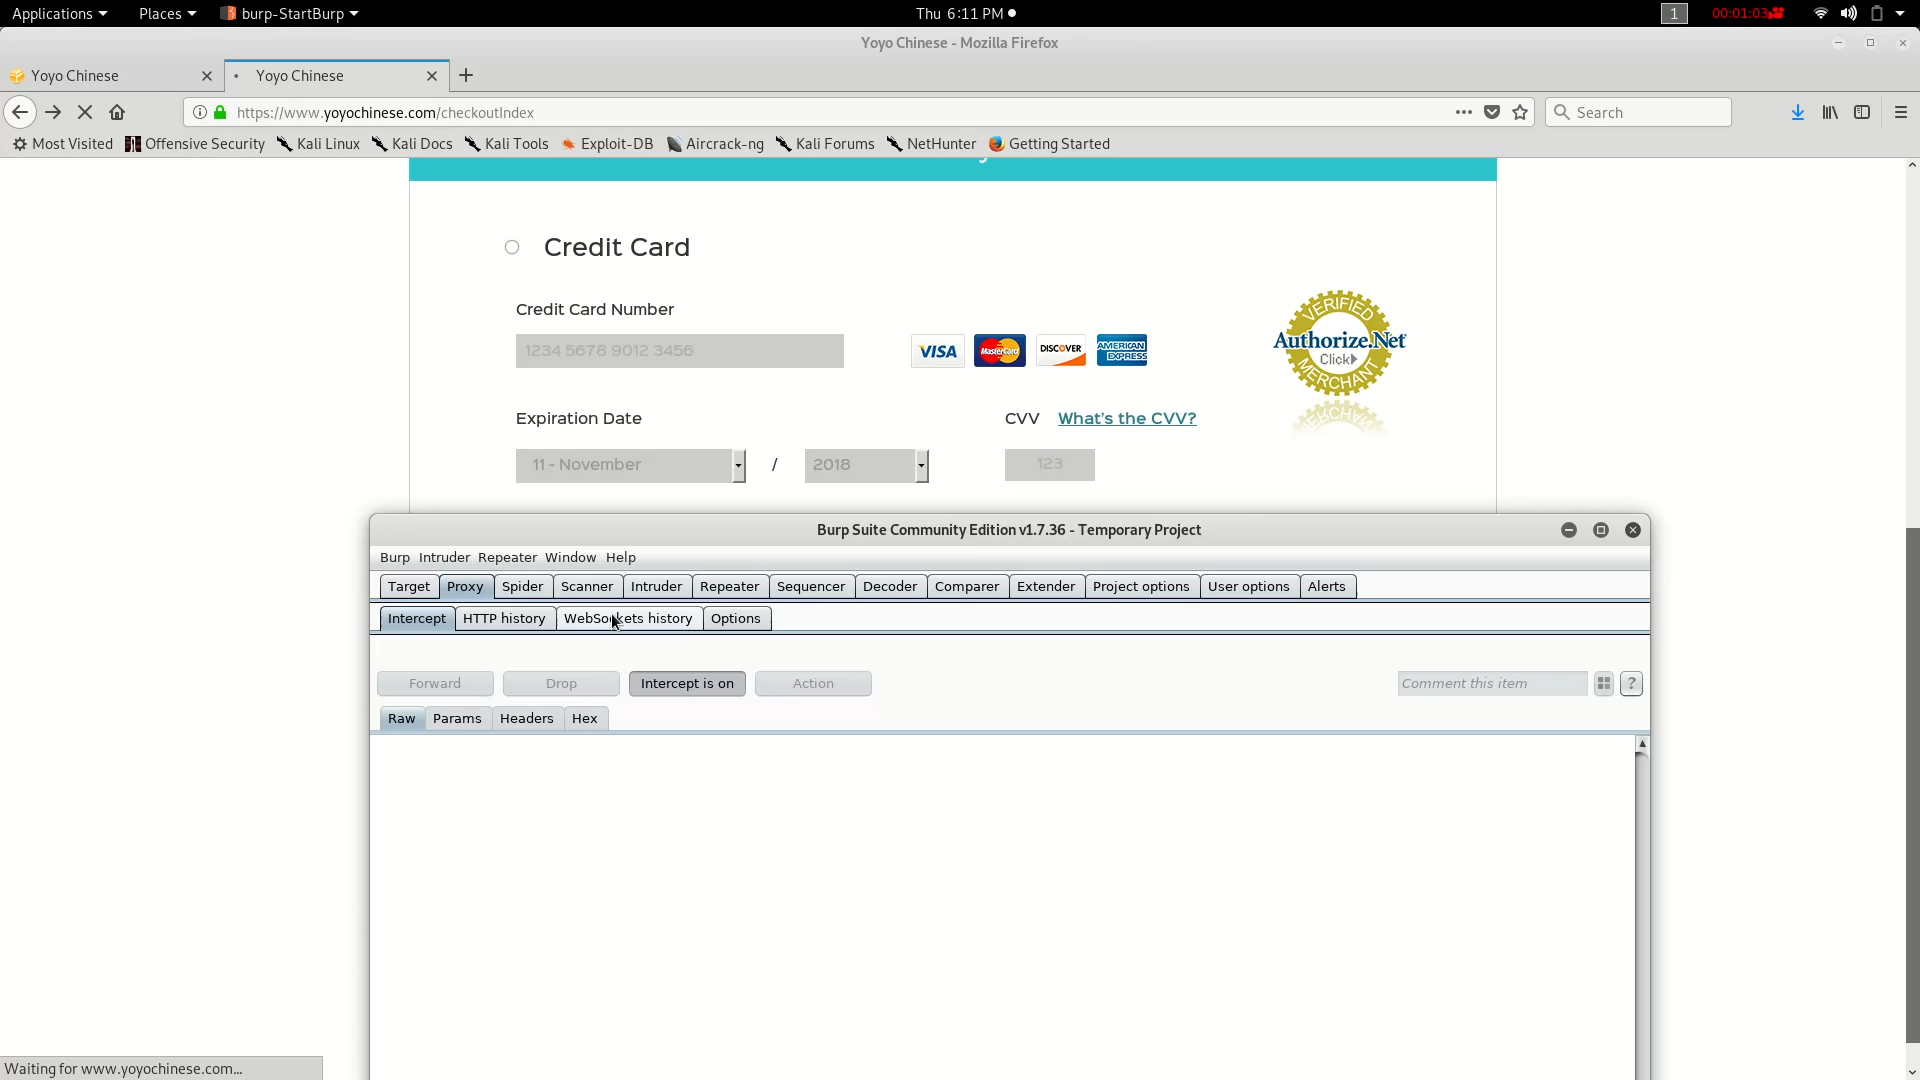 Applications Places burp-StartBurp Thu 6:11 PM 1 00:01:03
Yoyo Chinese - Mozilla Firefox
Yoyo Chinese Yoyo Chinese
https://www.yoyochinese.com/checkoutIndex Search
Most Visited Offensive Security Kali Linux Kali Docs Kali Tools Exploit-DB Aircrack-ng Kali Forums NetHunter Getting Started
Credit Card
Credit Card Number
1234 5678 9012 3456
VISA MasterCard DISCOVER AMERICAN EXPRESS
VERIFIED Authorize.Net Click MERCHANT
Expiration Date CVV What's the CVV?
11 - November / 2018 123
Burp Suite Community Edition v1.7.36 - Temporary Project
Burp Intruder Repeater Window Help
Target Proxy Spider Scanner Intruder Repeater Sequencer Decoder Comparer Extender Project options User options Alerts
Intercept HTTP history WebSockets history Options
Forward Drop Intercept is on Action Comment this item ?
Raw Params Headers Hex
Waiting for www.yoyochinese.com...